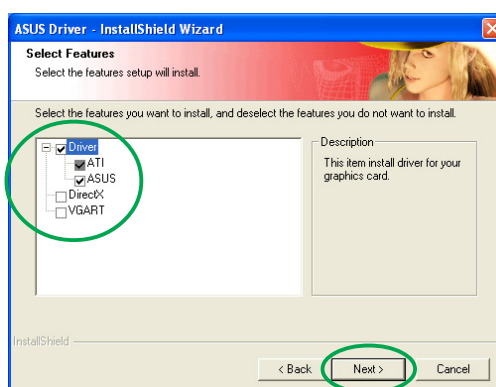 ASUS Driver - InstallShield Wizard
Select Features
Select the features setup will install.
Select the features you want to install, and deselect the features you do not want to install.
Driver
ATI
ASUS
DirectX
VGART
Description
This item install driver for your
graphics card.
InstallShield
< Back
Next >
Cancel